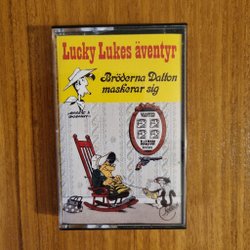 Lucky Lukes äventyr
Bröderna Dalton
maskerar sig